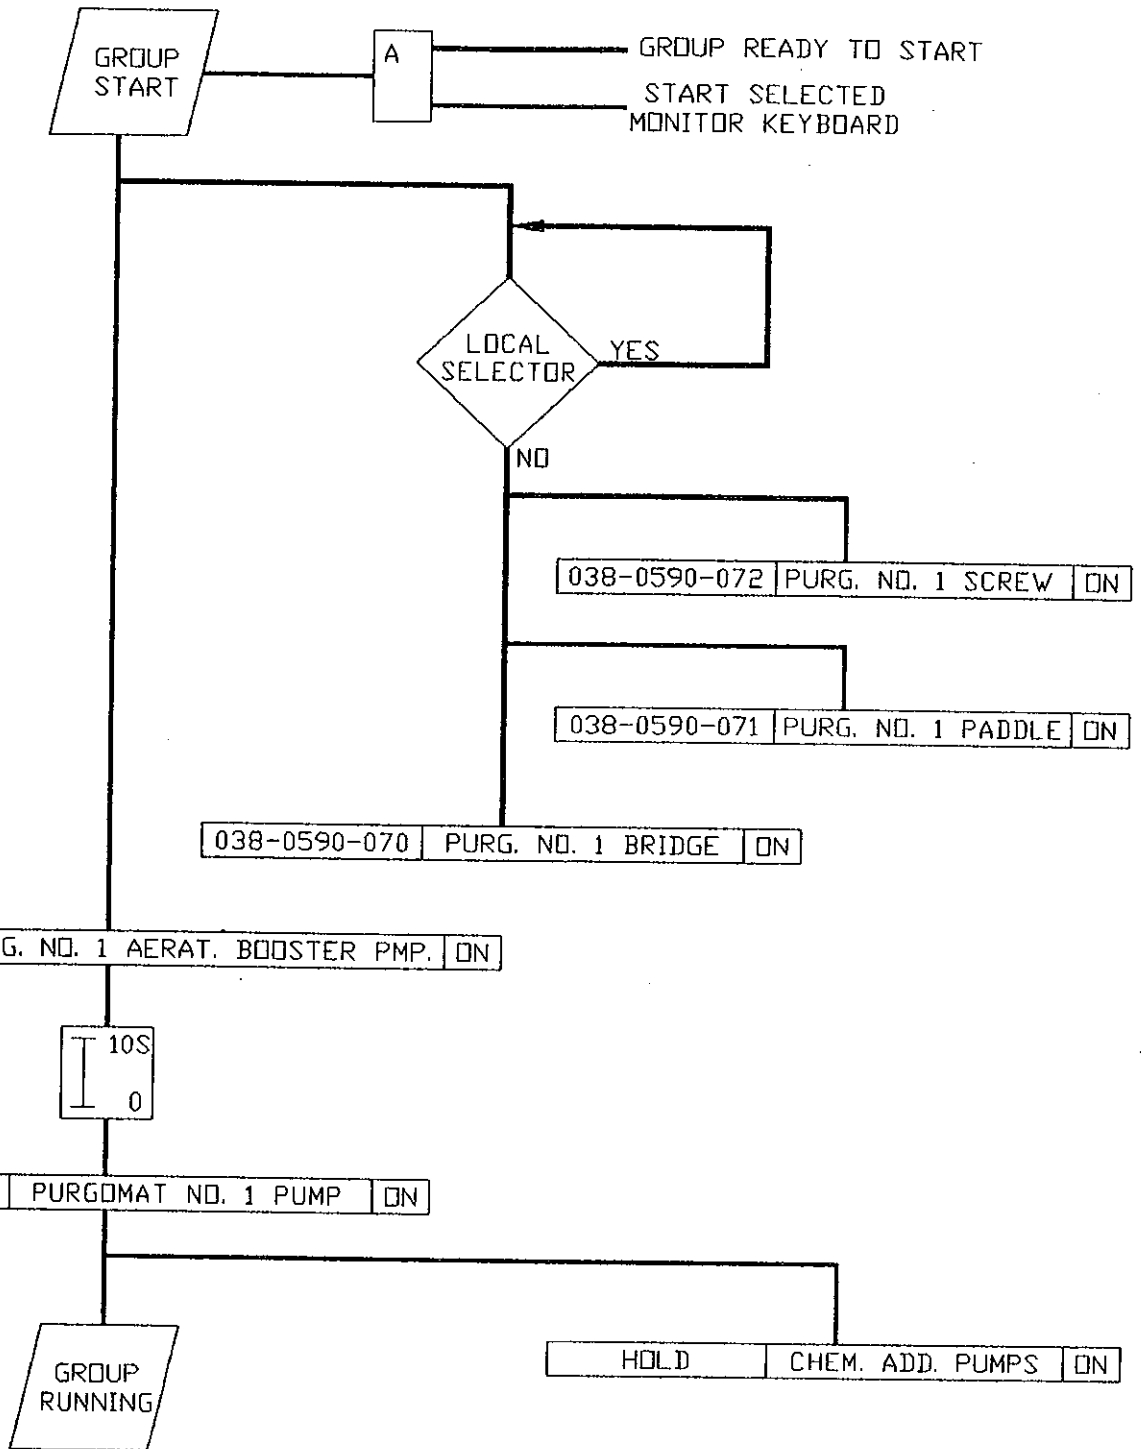 GROUP
START
A
GROUP READY TO START
START SELECTED
MONITOR KEYBOARD
LOCAL
SELECTOR
YES
NO
038-0590-072 PURG. NO. 1 SCREW ON
038-0590-071 PURG. NO. 1 PADDLE ON
038-0590-070 PURG. NO. 1 BRIDGE ON
G. NO. 1 AERAT. BOOSTER PMP. ON
10S
0
PURGOMAT NO. 1 PUMP ON
GROUP
RUNNING
HOLD CHEM. ADD. PUMPS ON